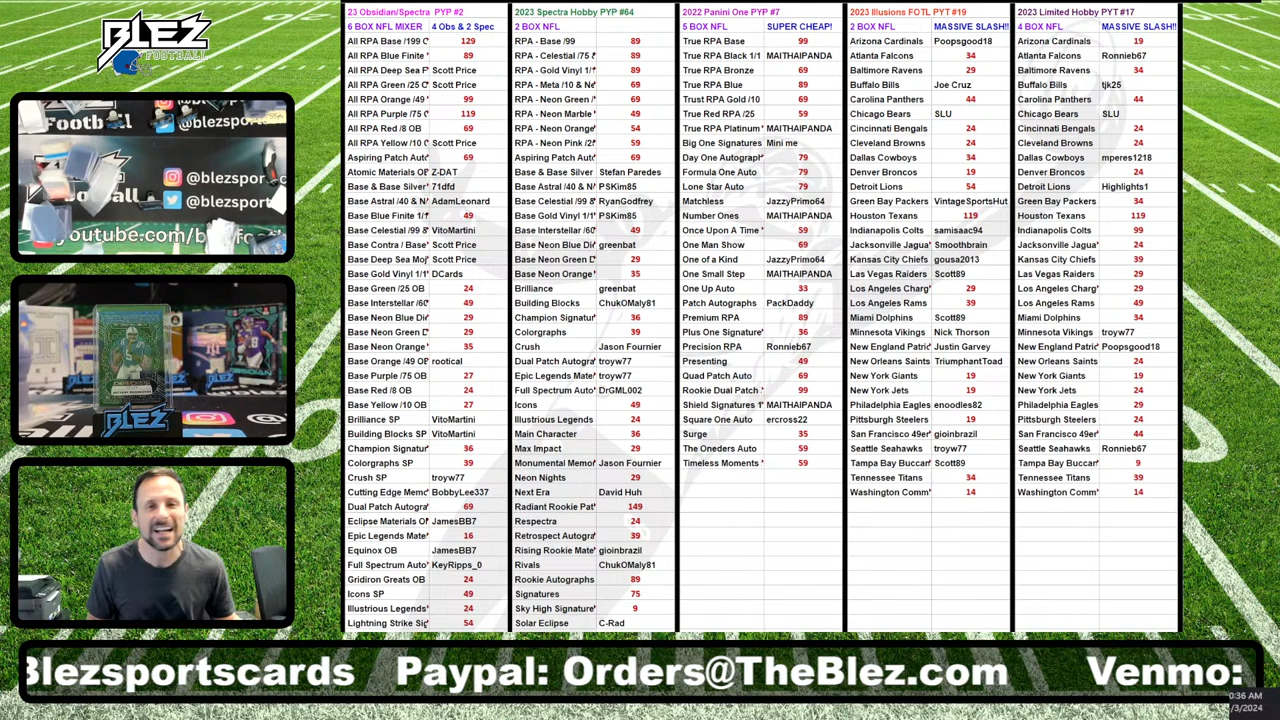 BLEZ
FOOTBALL
Football
@blezsportsc
youtube.com/blezfootb
BLEZ
23 Obsidian/Spectra PYP #2
6 BOX NFL MIXER 4 Obs & 2 Spec
All RPA Base /199 129
All RPA Blue Finite 89
All RPA Deep Sea F Scott Price
All RPA Green /25 Scott Price
All RPA Orange /49 99
All RPA Purple /75 119
All RPA Red /8 OB 69
All RPA Yellow /10 Scott Price
Aspiring Patch Aut 69
Atomic Materials O Z-DAT
Base & Base Silver 71dfd
Base Astral /40 & N AdamLeonard
Base Blue Finite 1/ 49
Base Celestial /99 8 VitoMartini
Base Contra / Base Scott Price
Base Deep Sea Moj Scott Price
Base Gold Vinyl 1/1 DCards
Base Green /25 OB 24
Base Interstellar /60 49
Base Neon Blue Di 29
Base Neon Green D 29
Base Neon Orange 35
Base Orange /49 OB rootical
Base Purple /75 OB 27
Base Red /8 OB 24
Base Yellow /10 OB 27
Brilliance SP VitoMartini
Building Blocks SP VitoMartini
Champion Signatur 36
Colorgraphs SP 39
Crush SP troyw77
Cutting Edge Memo BobbyLee337
Dual Patch Autogra 69
Eclipse Materials O JamesBB7
Epic Legends Mate 16
Equinox OB JamesBB7
Full Spectrum Auto KeyRipps_0
Gridiron Greats OB 24
Icons SP 49
Illustrious Legends 24
Lightning Strike Sig 54
2023 Spectra Hobby PYP #64
2 BOX NFL
RPA - Base /99 89
RPA - Celestial /75 89
RPA - Gold Vinyl 1/ 89
RPA - Meta /10 & Ne 69
RPA - Neon Green / 69
RPA - Neon Marble 49
RPA - Neon Orange 54
RPA - Neon Pink /2 59
Aspiring Patch Aut 69
Base & Base Silver Stefan Paredes
Base Astral /40 & N PSKim85
Base Celestial /99 8 RyanGodfrey
Base Gold Vinyl 1/1 PSKim85
Base Interstellar /60 49
Base Neon Blue Di greenbat
Base Neon Green D 29
Base Neon Orange 35
Brilliance greenbat
Building Blocks ChukOMaly81
Champion Signatur 36
Colorgraphs 39
Crush Jason Fournier
Dual Patch Autogra troyw77
Epic Legends Mate troyw77
Full Spectrum Auto DrGML002
Icons 49
Illustrious Legends 24
Main Character 36
Max Impact 29
Monumental Memo Jason Fournier
Neon Nights 29
Next Era David Huh
Radiant Rookie Pat 149
Respectra 24
Retrospect Autogra 39
Rising Rookie Mate gioinbrazil
Rivals ChukOMaly81
Rookie Autographs 89
Signatures 75
Sky High Signature 9
Solar Eclipse C-Rad
2022 Panini One PYP #7
5 BOX NFL SUPER CHEAP!
True RPA Base 99
True RPA Black 1/1 MAITHAIPANDA
True RPA Bronze 69
True RPA Blue 89
Trust RPA Gold /10 69
True Red RPA /25 59
True RPA Platinum MAITHAIPANDA
Big One Signatures Mini me
Day One Autograph 79
Formula One Auto 79
Lone Star Auto 79
Matchless JazzyPrimo64
Number Ones MAITHAIPANDA
Once Upon A Time 59
One Man Show 69
One of a Kind JazzyPrimo64
One Small Step MAITHAIPANDA
One Up Auto 33
Patch Autographs PackDaddy
Premium RPA 89
Plus One Signature 36
Precision RPA Ronnieb67
Presenting 49
Quad Patch Auto 69
Rookie Dual Patch 99
Shield Signatures 1 MAITHAIPANDA
Square One Auto ercross22
Surge 35
The Oneders Auto 59
Timeless Moments 59
2023 Illusions FOTL PYT #19
2 BOX NFL MASSIVE SLASH!!
Arizona Cardinals Poopsgood18
Atlanta Falcons 34
Baltimore Ravens 29
Buffalo Bills Joe Cruz
Carolina Panthers 44
Chicago Bears SLU
Cincinnati Bengals 24
Cleveland Browns 24
Dallas Cowboys 34
Denver Broncos 19
Detroit Lions 54
Green Bay Packers VintageSportsHut
Houston Texans 119
Indianapolis Colts samisaac94
Jacksonville Jagua Smoothbrain
Kansas City Chiefs gousa2013
Las Vegas Raiders Scott89
Los Angeles Charg 29
Los Angeles Rams 39
Miami Dolphins Scott89
Minnesota Vikings Nick Thorson
New England Patri Justin Garvey
New Orleans Saints TriumphantToad
New York Giants 19
New York Jets 19
Philadelphia Eagles enoodles82
Pittsburgh Steelers 19
San Francisco 49er gioinbrazil
Seattle Seahawks troyw77
Tampa Bay Buccan Scott89
Tennessee Titans 34
Washington Comm 14
2023 Limited Hobby PYT #17
4 BOX NFL MASSIVE SLASH!!
Arizona Cardinals 19
Atlanta Falcons Ronnieb67
Baltimore Ravens 34
Buffalo Bills tjk25
Carolina Panthers 44
Chicago Bears SLU
Cincinnati Bengals 24
Cleveland Browns 24
Dallas Cowboys mperes1218
Denver Broncos 24
Detroit Lions Highlights1
Green Bay Packers 34
Houston Texans 119
Indianapolis Colts 99
Jacksonville Jagua 24
Kansas City Chiefs 39
Las Vegas Raiders 29
Los Angeles Charg 29
Los Angeles Rams 49
Miami Dolphins 34
Minnesota Vikings troyw77
New England Patric Poopsgood18
New Orleans Saints 24
New York Giants 19
New York Jets 24
Philadelphia Eagles 29
Pittsburgh Steelers 24
San Francisco 49er 44
Seattle Seahawks Ronnieb67
Tampa Bay Buccan 9
Tennessee Titans 39
Washington Comm 14
Blezsportscards Paypal: Orders@TheBlez.com Venmo:
0:36 AM
/3/2024